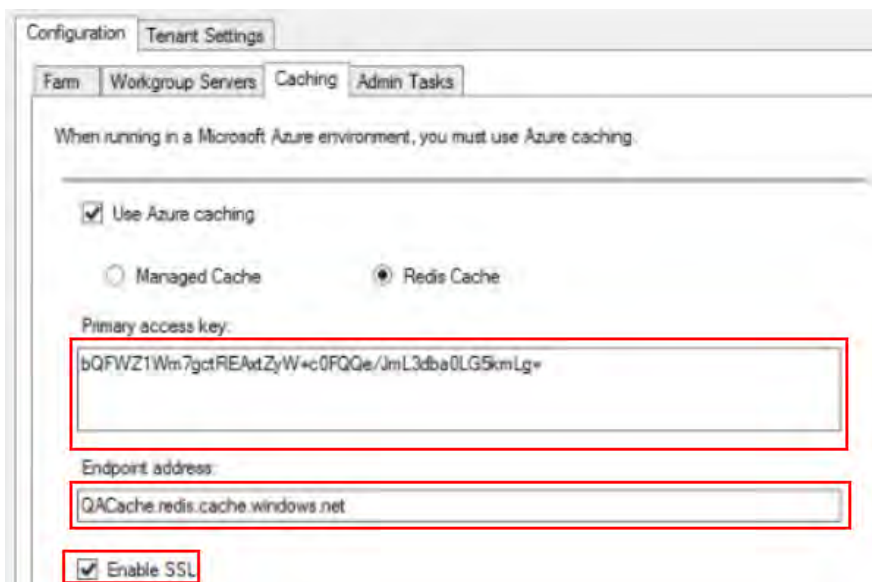 Configuration Tenant Settings
Farm Workgroup Servers Caching Admin Tasks
When running in a Microsoft Azure environment, you must use Azure caching.
Use Azure caching
Managed Cache Redis Cache
Primary access key:
bQFWZ1Wm7gctREAxtZyW+c0FQQe/JmL3dba0LG5kmLg=
Endpoint address:
QACache.redis.cache.windows.net
Enable SSL